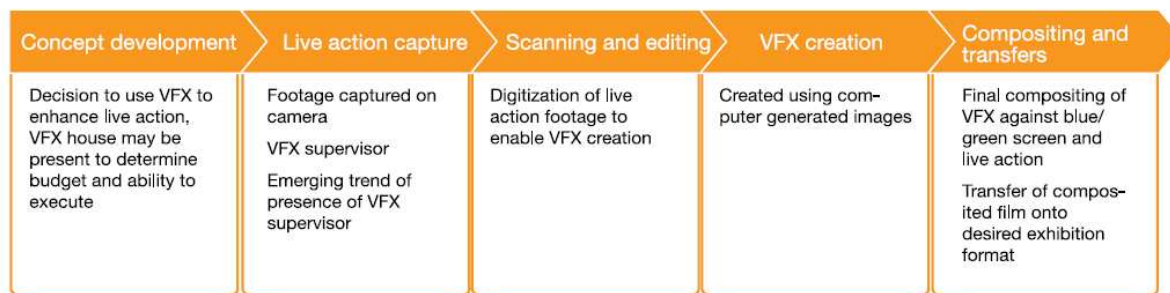 Concept development
Live action capture
Scanning and editing
VFX creation
Compositing and
transfers
Decision to use VFX to
enhance live action,
VFX house may be
present to determine
budget and ability to
execute
Footage captured on
camera
VFX supervisor
Emerging trend of
presence of VFX
supervisor
Digitization of live
action footage to
enable VFX creation
Created using com-
puter generated images
Final compositing of
VFX against blue/
green screen and
live action
Transfer of compos-
ited film onto
desired exhibition
format